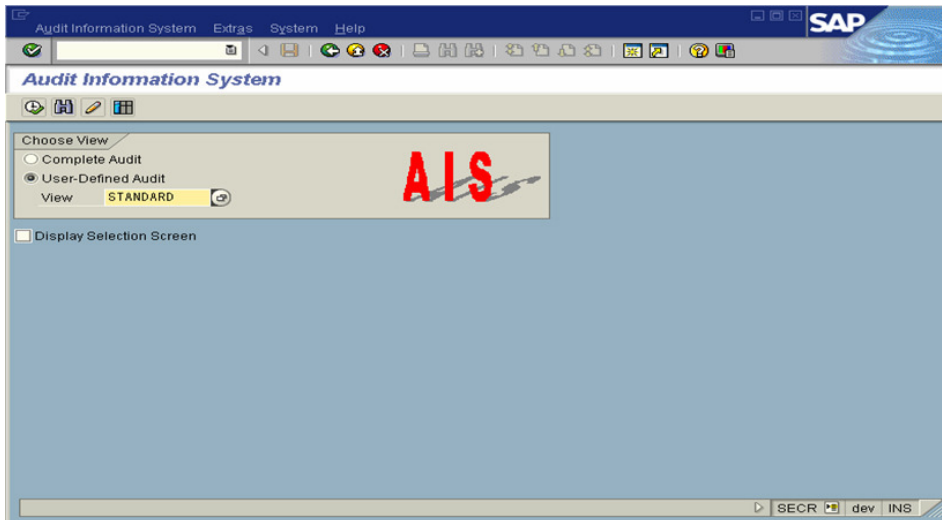 Audit Information System Extras System Help
SAP
Audit Information System
Choose View
Complete Audit
User-Defined Audit
View STANDARD
AIS
Display Selection Screen
SECR dev INS